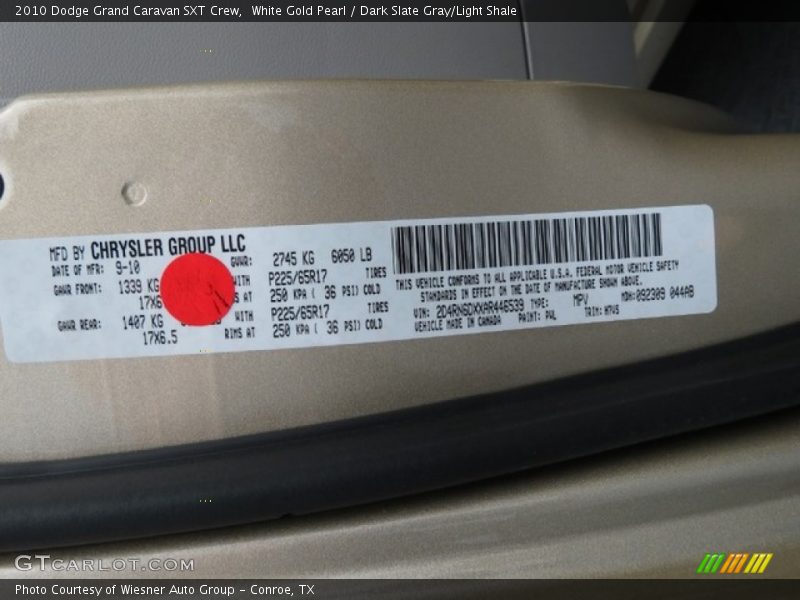 2010 Dodge Grand Caravan SXT Crew,  White Gold Pearl / Dark Slate Gray/Light Shale
MFD BY CHRYSLER GROUP LLC
DATE OF MFR: 9-10 GVWR: 2745 KG 6050 LB
GAWR FRONT: 1339 KG WITH P225/65R17 TIRES
17X6 AT 250 KPA ( 36 PSI) COLD
GAWR REAR: 1407 KG WITH P225/65R17 TIRES
17X6.5 RIMS AT 250 KPA ( 36 PSI) COLD
THIS VEHICLE CONFORMS TO ALL APPLICABLE U.S.A. FEDERAL MOTOR VEHICLE SAFETY
STANDARDS IN EFFECT ON THE DATE OF MANUFACTURE SHOWN ABOVE.
VIN: 2D4RN6DXXAR446539 TYPE: MPV MDH:092309 044AB
VEHICLE MADE IN CANADA PAINT: PWL TRIM:
GTCARLOT.COM
Photo Courtesy of Wiesner Auto Group – Conroe, TX